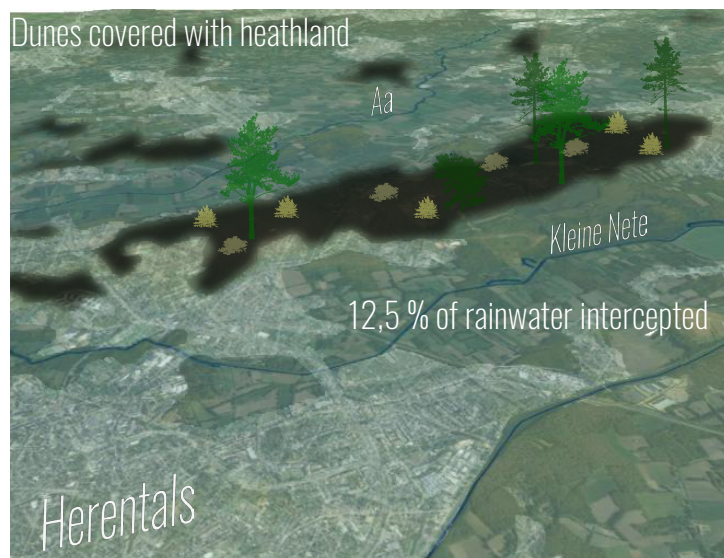 Dunes covered with heathland
Aa
Kleine Nete
12,5 % of rainwater intercepted
Herentals